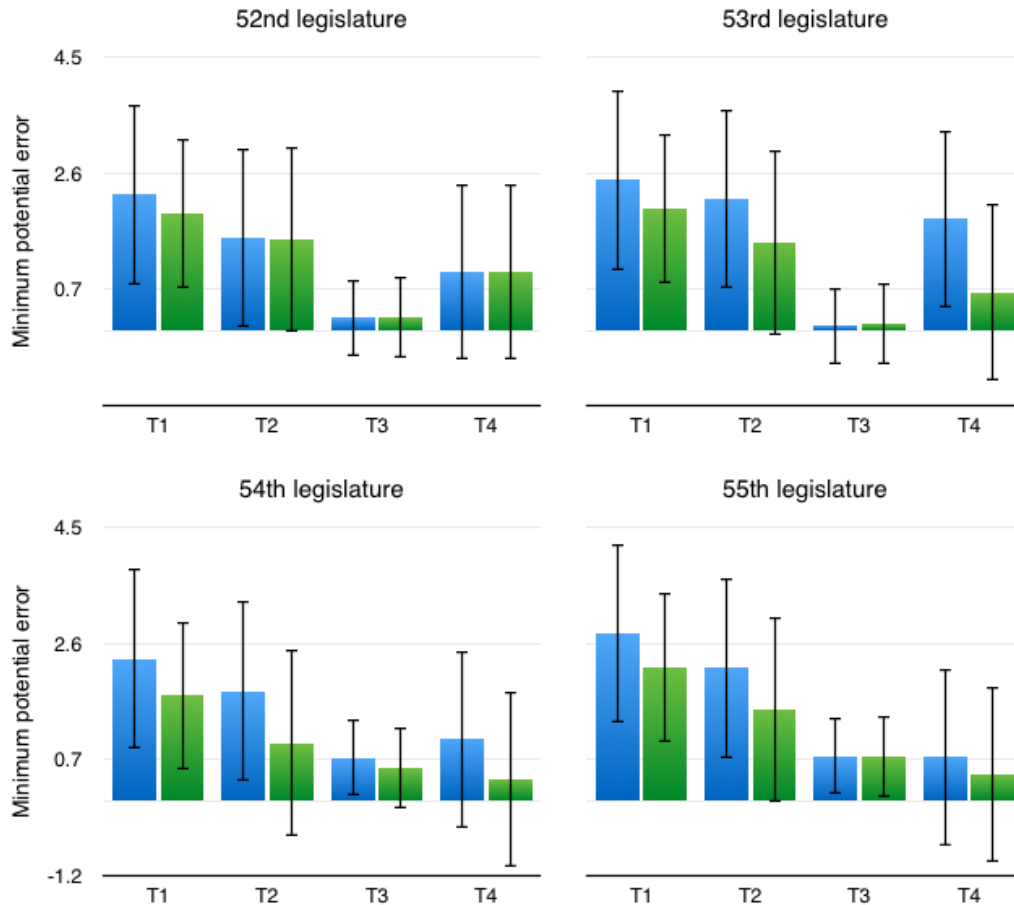 52nd legislature
53rd legislature
4.5
2.6
0.7
Minimum potential error
T1 T2 T3 T4
T1 T2 T3 T4
54th legislature
55th legislature
4.5
2.6
0.7
-1.2
Minimum potential error
T1 T2 T3 T4
T1 T2 T3 T4